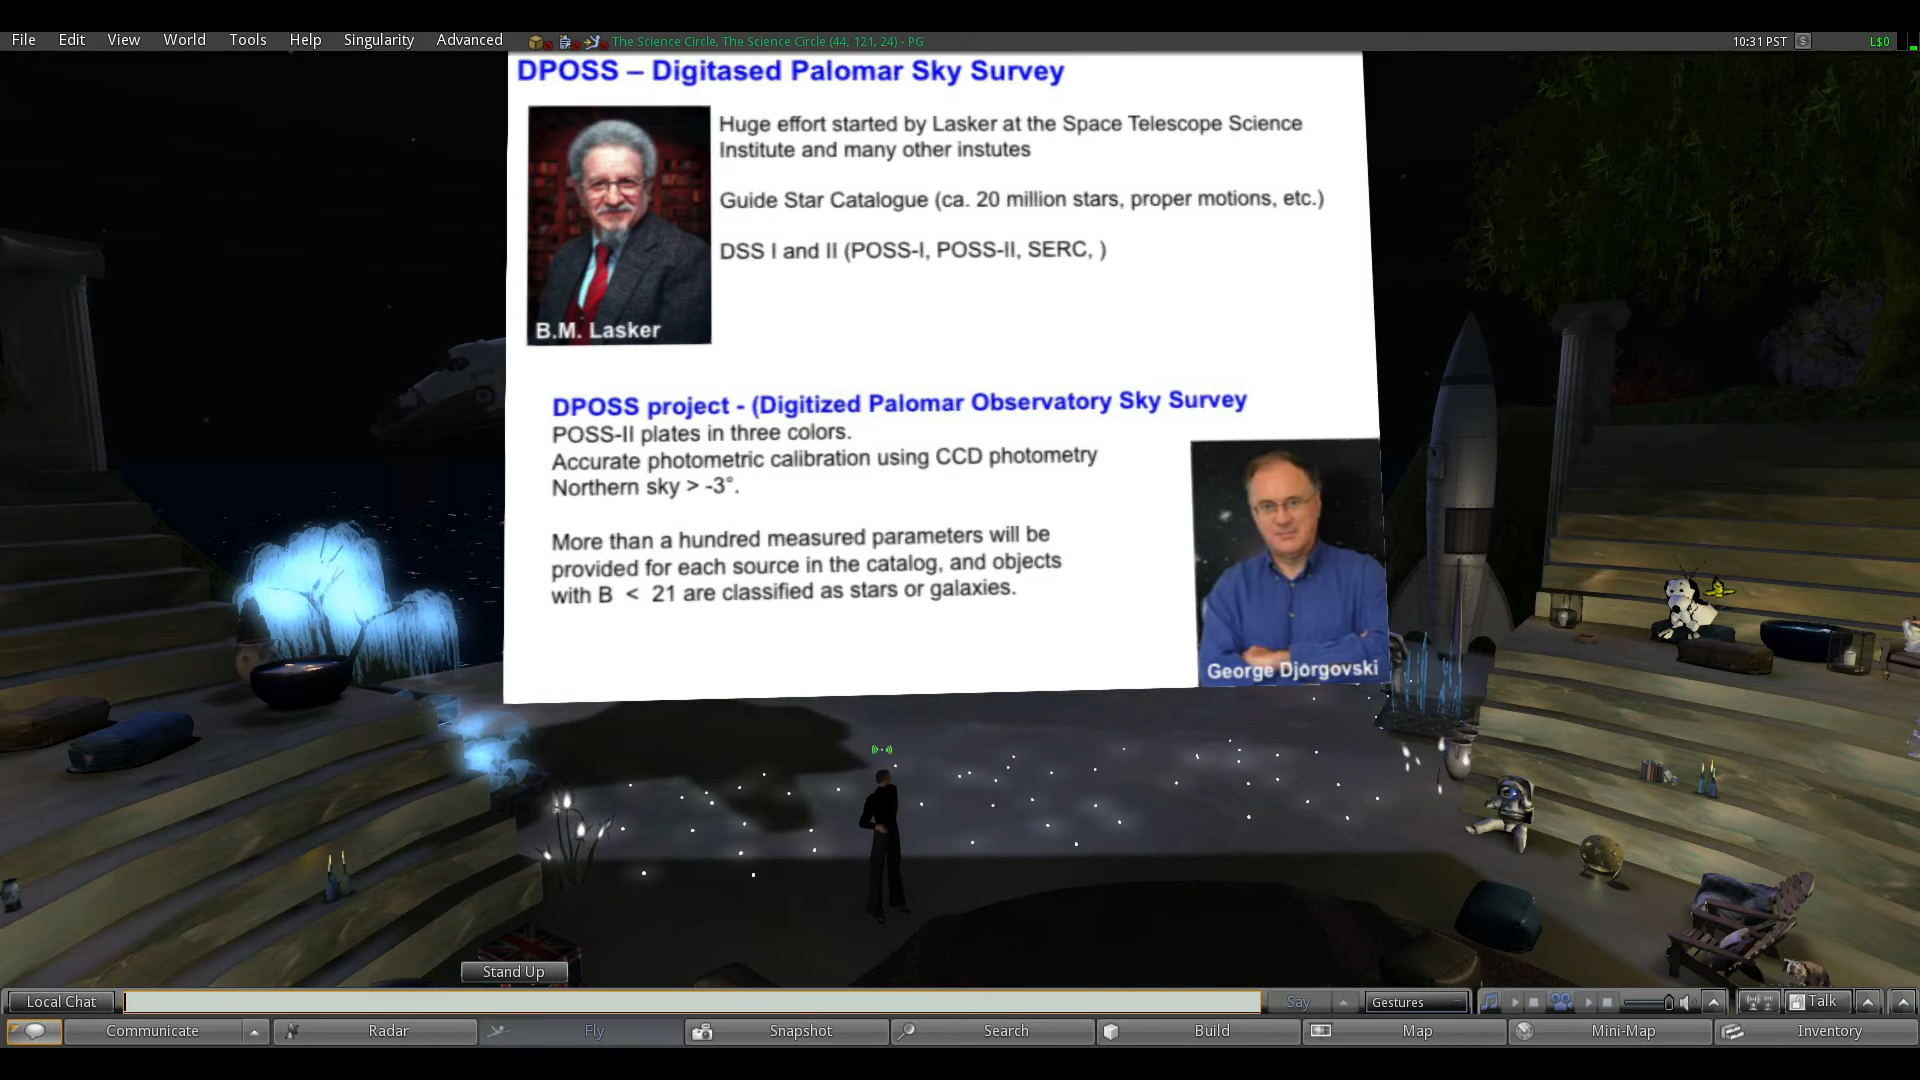 File Edit View World Tools Help Singularity Advanced The Science Circle, The Science Circle (44, 121, 24) - PG 10:31 PST $ L$0
DPOSS – Digitased Palomar Sky Survey
Huge effort started by Lasker at the Space Telescope Science
Institute and many other instutes
Guide Star Catalogue (ca. 20 million stars, proper motions, etc.)
DSS I and II (POSS-I, POSS-II, SERC, )
B.M. Lasker
DPOSS project - (Digitized Palomar Observatory Sky Survey
POSS-II plates in three colors.
Accurate photometric calibration using CCD photometry
Northern sky > -3°.
More than a hundred measured parameters will be
provided for each source in the catalog, and objects
with B < 21 are classified as stars or galaxies.
George Djorgovski
Stand Up
Local Chat Say Gestures Talk
Communicate Radar Fly Snapshot Search Build Map Mini-Map Inventory